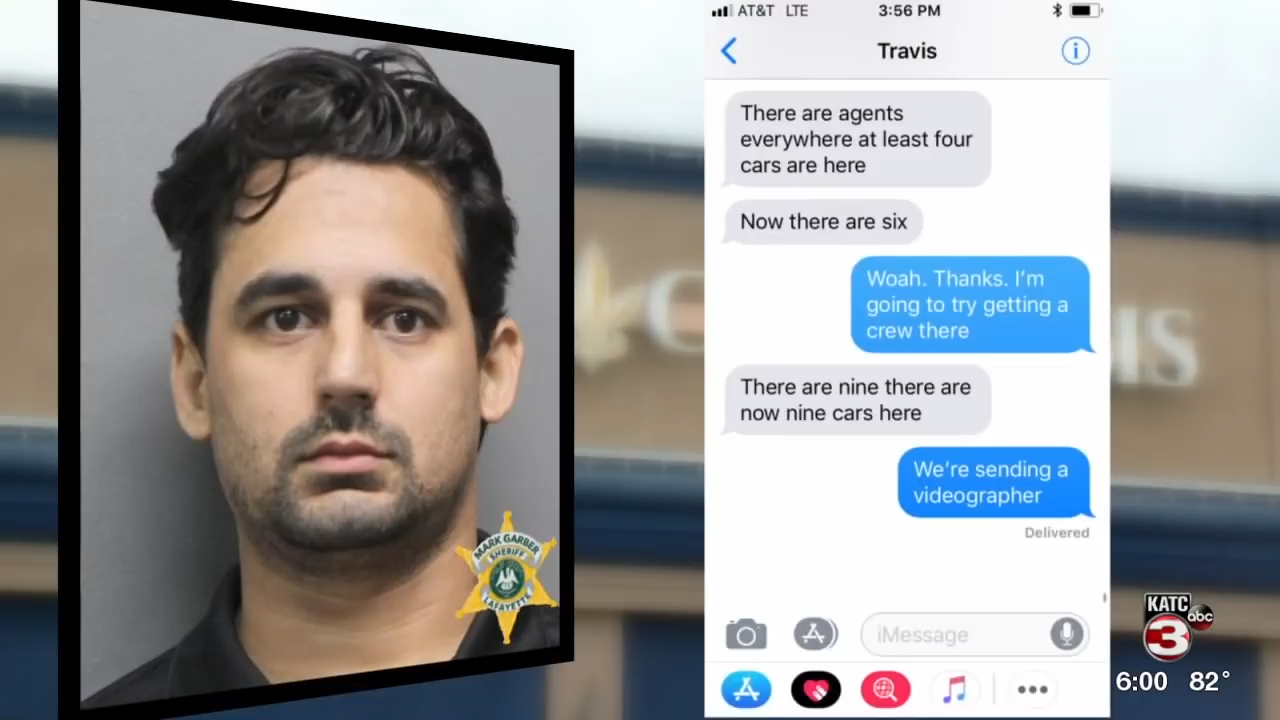 AT&T LTE 3:56 PM
Travis
There are agents
everywhere at least four
cars are here
Now there are six
Woah. Thanks. I'm
going to try getting a
crew there
There are nine there are
now nine cars here
We're sending a
videographer
Delivered
iMessage
MARK GARBER
SHERIFF
LAFAYETTE
KATC
abc
3
6:00 82°